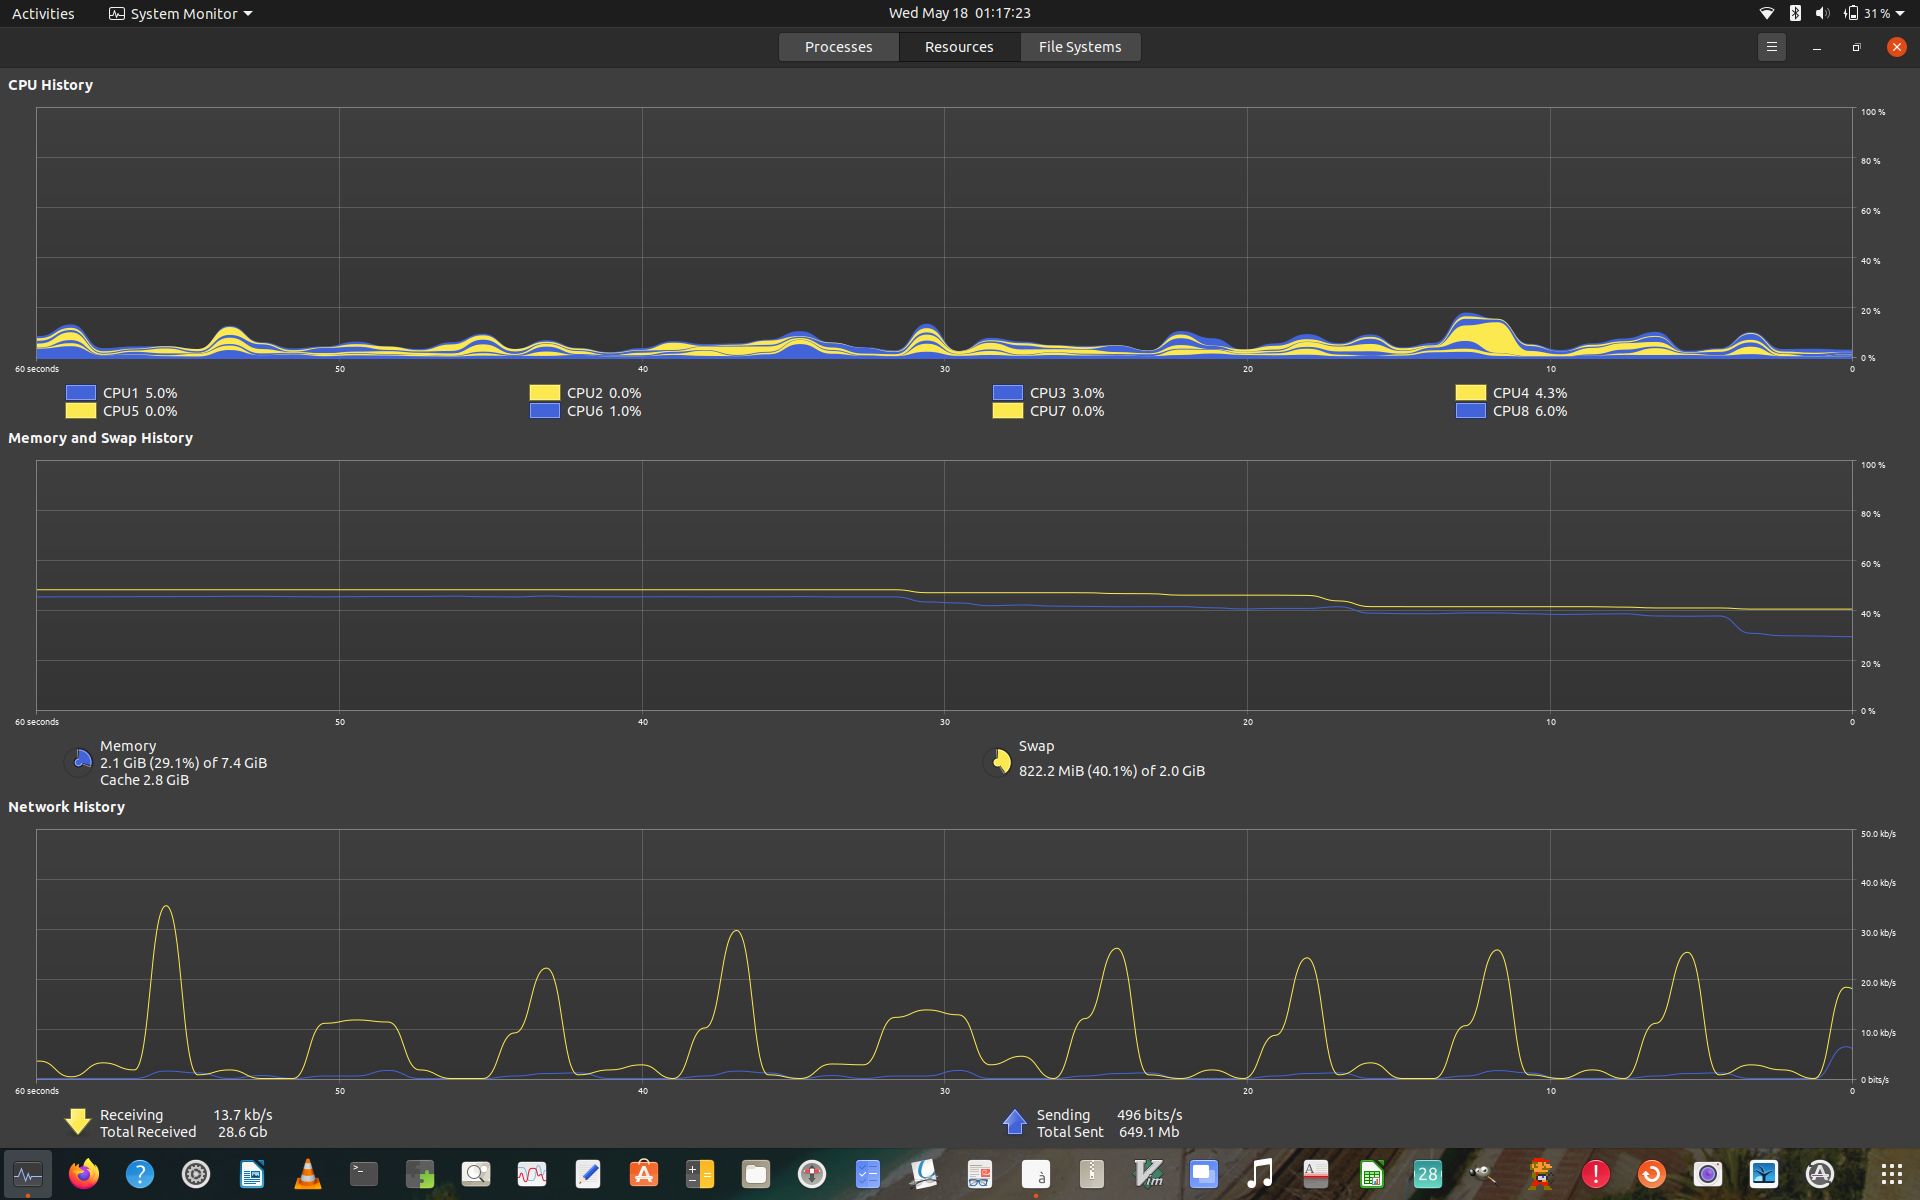 Activities System Monitor Wed May 18 01:17:23 31 %
Processes Resources File Systems
CPU History
100 %
80 %
60 %
40 %
20 %
0 %
60 seconds 50 40 30 20 10 0
CPU1 5.0% CPU2 0.0% CPU3 3.0% CPU4 4.3%
CPU5 0.0% CPU6 1.0% CPU7 0.0% CPU8 6.0%
Memory and Swap History
100 %
80 %
60 %
40 %
20 %
0 %
60 seconds 50 40 30 20 10 0
Memory
2.1 GiB (29.1%) of 7.4 GiB
Cache 2.8 GiB
Swap
822.2 MiB (40.1%) of 2.0 GiB
Network History
50.0 kb/s
40.0 kb/s
30.0 kb/s
20.0 kb/s
10.0 kb/s
0 bits/s
60 seconds 50 40 30 20 10 0
Receiving 13.7 kb/s
Total Received 28.6 Gb
Sending 496 bits/s
Total Sent 649.1 Mb
? >_ A à Vim A 28 !